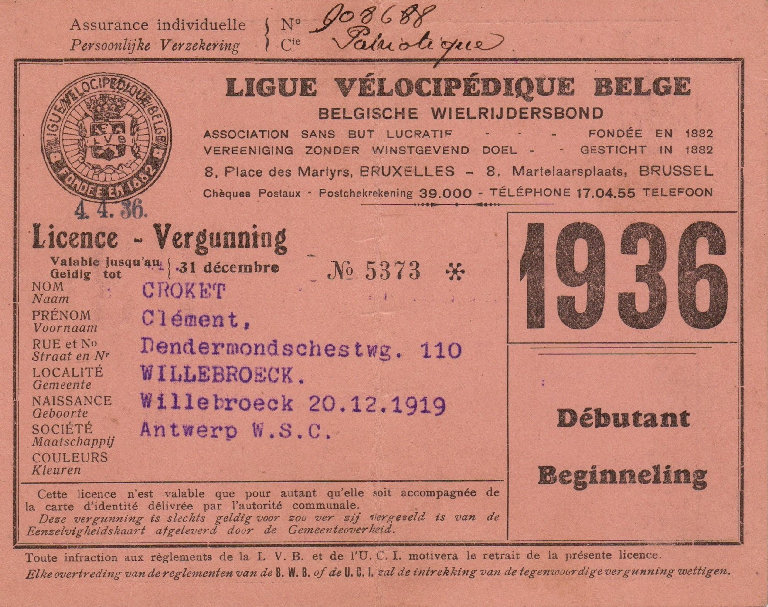 Assurance individuelle } Nº 908688
Persoonlijke Verzekering } Cie Patriotique
LIGUE VÉLOCIPÉDIQUE BELGE
FONDÉE EN 1882
LIGUE VÉLOCIPÉDIQUE BELGE
BELGISCHE WIELRIJDERSBOND
ASSOCIATION SANS BUT LUCRATIF - - - FONDÉE EN 1882
VEREENIGING ZONDER WINSTGEVEND DOEL - - GESTICHT IN 1882
8, Place des Martyrs, BRUXELLES – 8, Martelaarsplaats, BRUSSEL
Chèques Postaux - Postchekrekening 39.000 - TÉLÉPHONE 17.04.55 TELEFOON
4.4.36.
Licence - Vergunning
Valable jusqu'au } 31 décembre
Geldig tot
Nº 5373 *
1936
NOM CROKET
Naam
PRÉNOM Clément,
Voornaam
RUE et Nº Dendermondschestwg. 110
Straat en Nr
LOCALITÉ WILLEBROECK.
Gemeente
NAISSANCE Willebroeck 20.12.1919
Geboorte
SOCIÉTÉ Antwerp W.S.C.
Maatschappij
COULEURS
Kleuren
Débutant
Beginneling
Cette licence n'est valable que pour autant qu'elle soit accompagnée de
la carte d'identité délivrée par l'autorité communale.
Deze vergunning is slechts geldig voor zou ver zij vergezeld is van de
Eenzelvigheidskaart afgeleverd door de Gemeenteoverheid.
Toute infraction aux règlements de la L. V. B. et de l'U. C. I. motivera le retrait de la présente licence.
Elke overtreding van de reglementen van de B. W. B. of de U. C. I. zal de intrekking van de tegenwoordige vergunning wettigen.